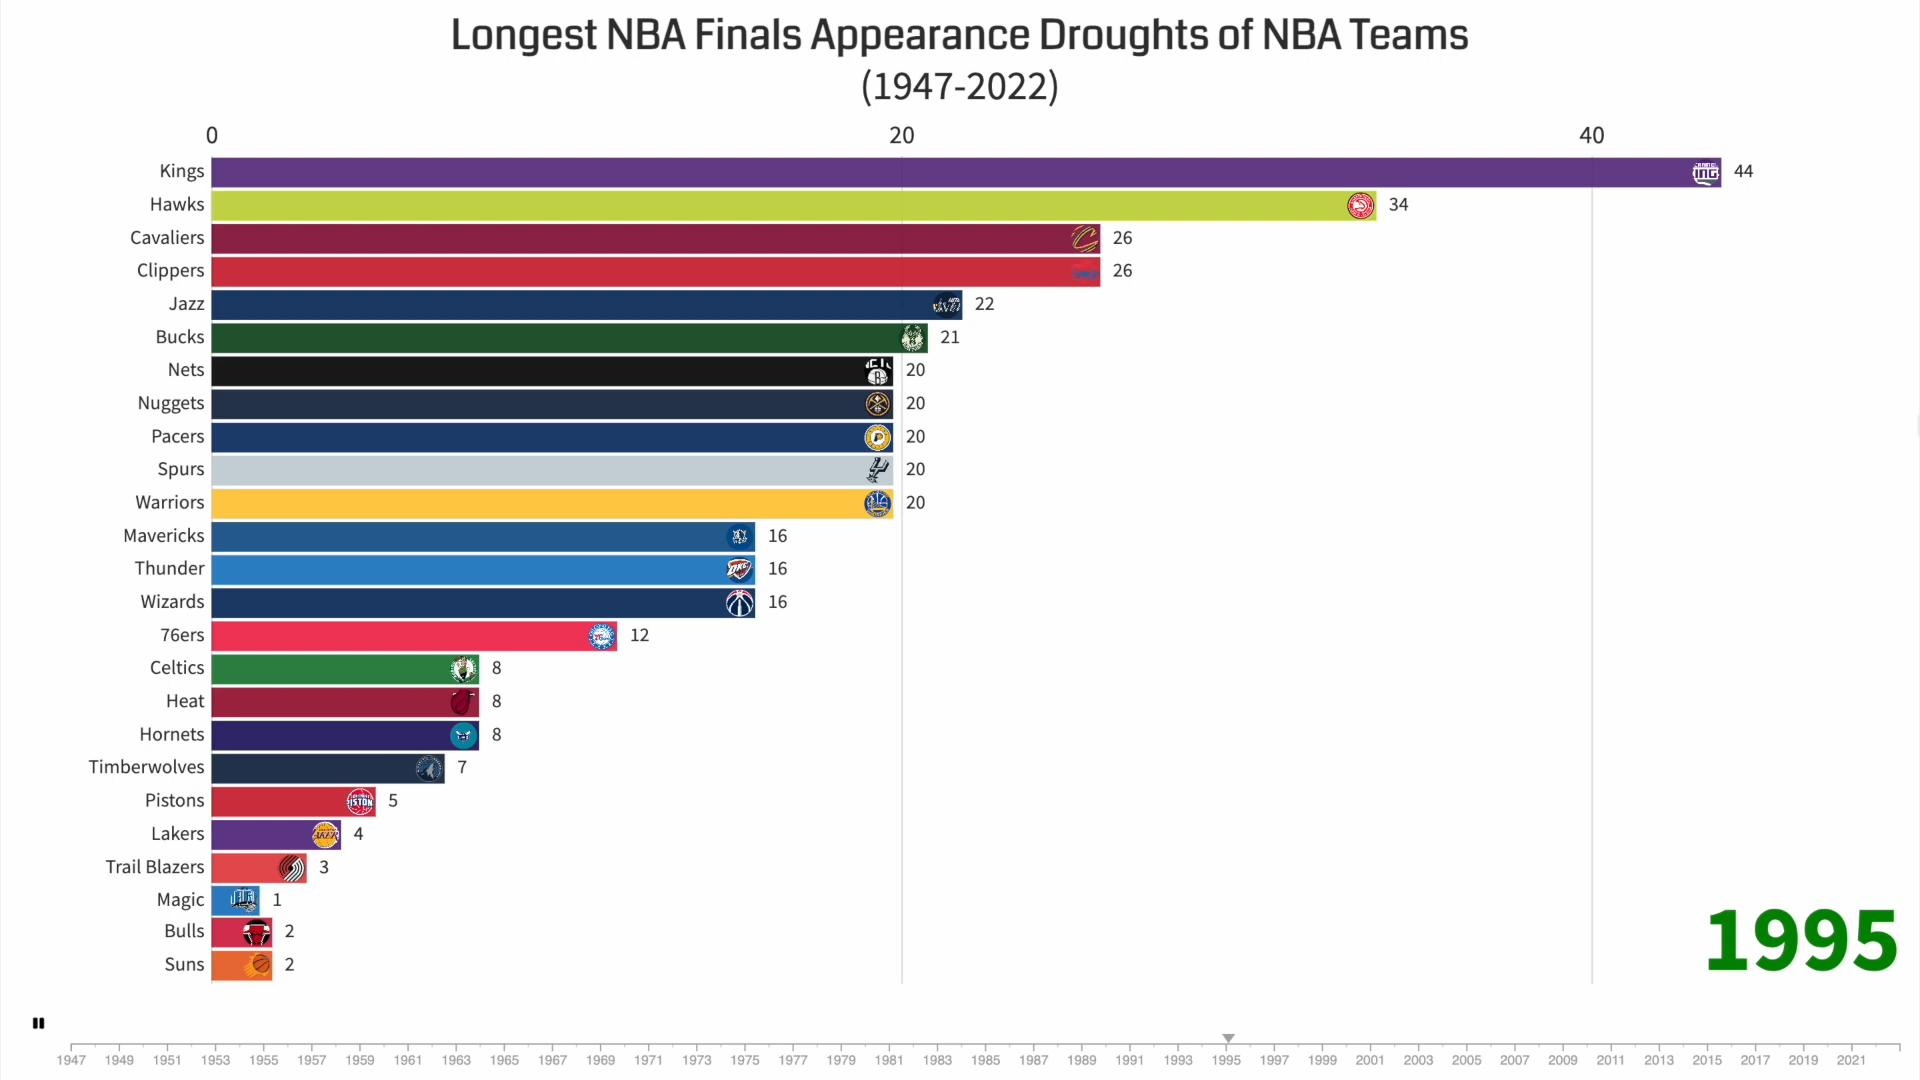 Longest NBA Finals Appearance Droughts of NBA Teams
(1947-2022)
0 20 40
Kings 44
Hawks 34
Cavaliers 26
Clippers 26
Jazz 22
Bucks 21
Nets 20
Nuggets 20
Pacers 20
Spurs 20
Warriors 20
Mavericks 16
Thunder 16
Wizards 16
76ers 12
Celtics 8
Heat 8
Hornets 8
Timberwolves 7
Pistons 5
Lakers 4
Trail Blazers 3
Magic 1
Bulls 2
Suns 2
1995
1947 1949 1951 1953 1955 1957 1959 1961 1963 1965 1967 1969 1971 1973 1975 1977 1979 1981 1983 1985 1987 1989 1991 1993 1995 1997 1999 2001 2003 2005 2007 2009 2011 2013 2015 2017 2019 2021